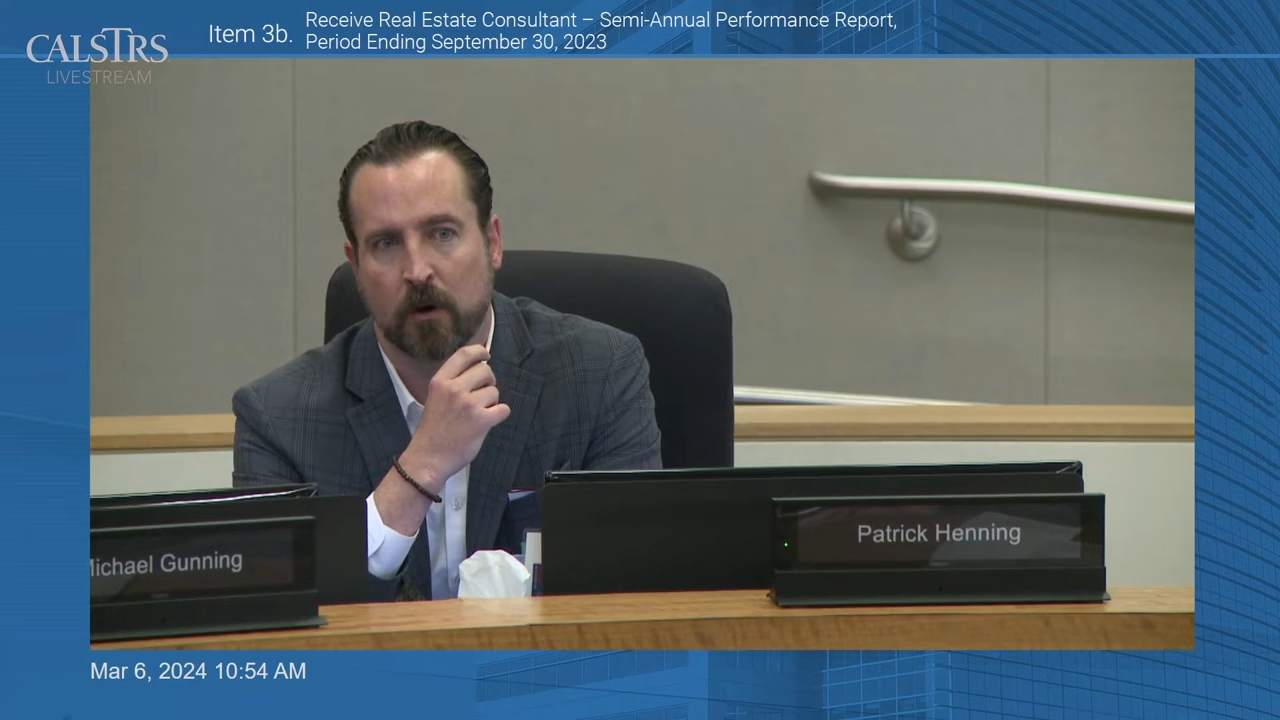 CALSTRS
LIVESTREAM
Item 3b.
Receive Real Estate Consultant – Semi-Annual Performance Report,
Period Ending September 30, 2023
Michael Gunning
Patrick Henning
Mar 6, 2024 10:54 AM